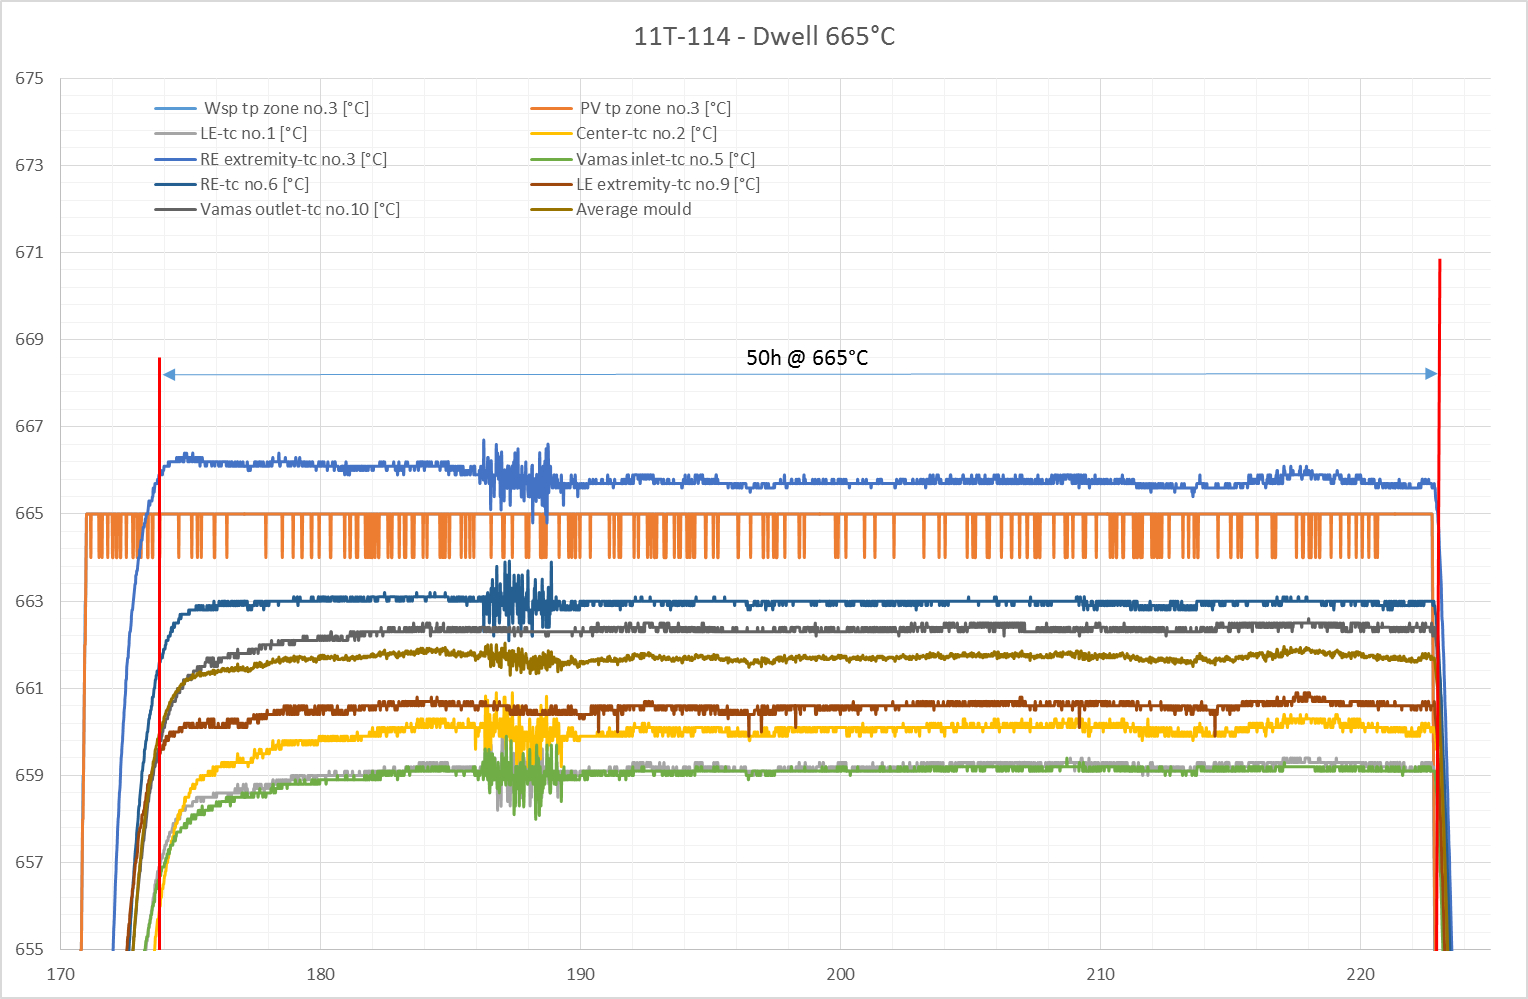 11T-114 - Dwell 665°C
675
Wsp tp zone no.3 [°C] PV tp zone no.3 [°C]
LE-tc no.1 [°C] Center-tc no.2 [°C]
673
RE extremity-tc no.3 [°C] Vamas inlet-tc no.5 [°C]
RE-tc no.6 [°C] LE extremity-tc no.9 [°C]
Vamas outlet-tc no.10 [°C] Average mould
671
669
50h @ 665°C
667
665
663
661
659
657
655
170 180 190 200 210 220